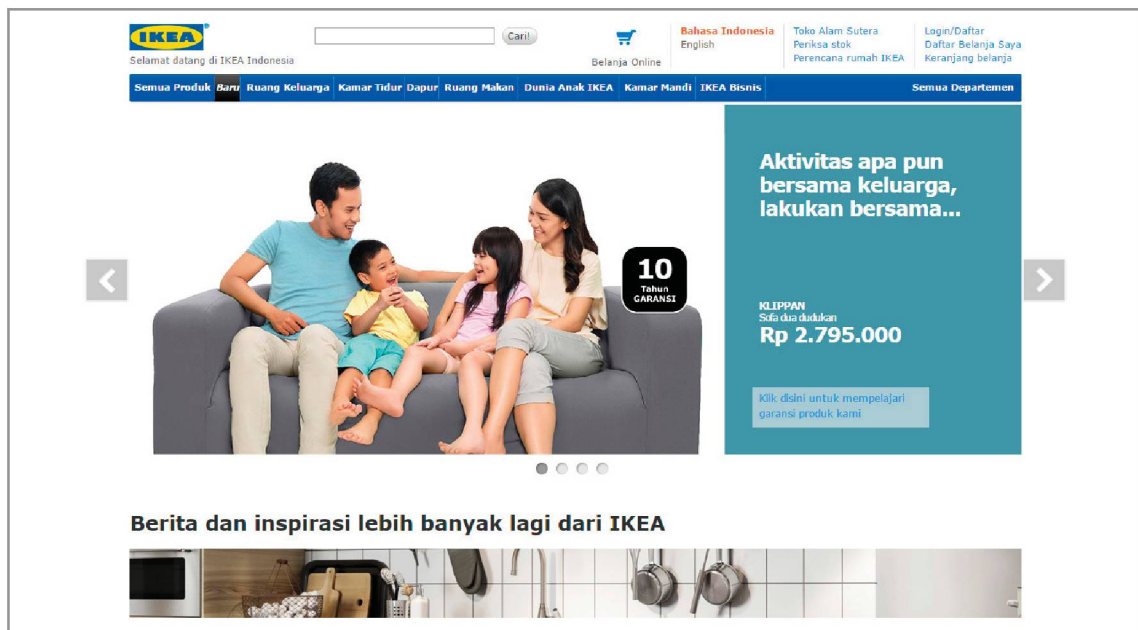 IKEA
Selamat datang di IKEA Indonesia
Cari!
Belanja Online
Bahasa Indonesia
English
Toko Alam Sutera
Periksa stok
Perencana rumah IKEA
Login/Daftar
Daftar Belanja Saya
Keranjang belanja
Semua Produk Baru Ruang Keluarga Kamar Tidur Dapur Ruang Makan Dunia Anak IKEA Kamar Mandi IKEA Bisnis Semua Departemen
Aktivitas apa pun
bersama keluarga,
lakukan bersama...
10
Tahun
GARANSI
KLIPPAN
Sofa dua dudukan
Rp 2.795.000
Klik disini untuk mempelajari
garansi produk kami
Berita dan inspirasi lebih banyak lagi dari IKEA